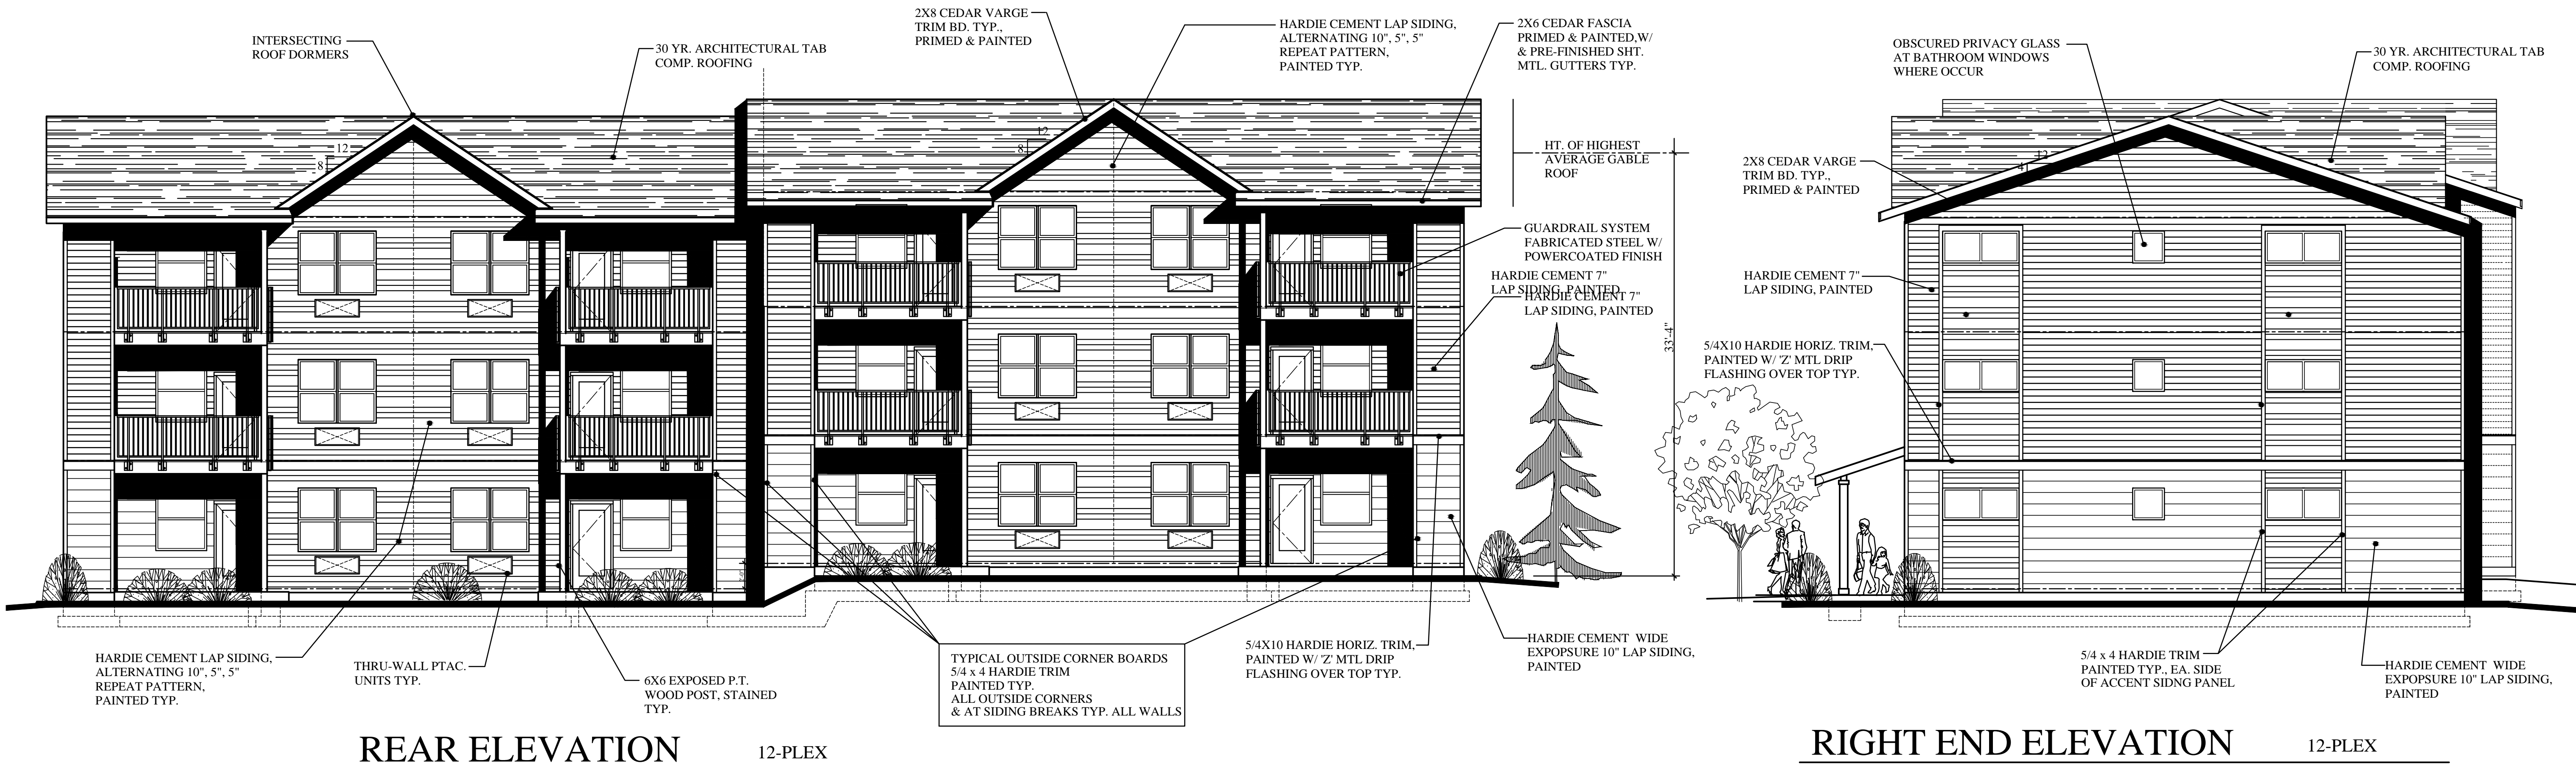 INTERSECTING
ROOF DORMERS
30 YR. ARCHITECTURAL TAB
COMP. ROOFING
2X8 CEDAR VARGE
TRIM BD. TYP.,
PRIMED & PAINTED
HARDIE CEMENT LAP SIDING,
ALTERNATING 10", 5", 5"
REPEAT PATTERN,
PAINTED TYP.
2X6 CEDAR FASCIA
PRIMED & PAINTED,W/
& PRE-FINISHED SHT.
MTL. GUTTERS TYP.
12
8
12
8
HT. OF HIGHEST
AVERAGE GABLE
ROOF
GUARDRAIL SYSTEM
FABRICATED STEEL W/
POWERCOATED FINISH
HARDIE CEMENT 7"
LAP SIDING, PAINTED
HARDIE CEMENT 7"
LAP SIDING, PAINTED
33'-4"
HARDIE CEMENT LAP SIDING,
ALTERNATING 10", 5", 5"
REPEAT PATTERN,
PAINTED TYP.
THRU-WALL PTAC.
UNITS TYP.
6X6 EXPOSED P.T.
WOOD POST, STAINED
TYP.
TYPICAL OUTSIDE CORNER BOARDS
5/4 x 4 HARDIE TRIM
PAINTED TYP.
ALL OUTSIDE CORNERS
& AT SIDING BREAKS TYP. ALL WALLS
5/4X10 HARDIE HORIZ. TRIM,
PAINTED W/ 'Z' MTL DRIP
FLASHING OVER TOP TYP.
HARDIE CEMENT WIDE
EXPOPSURE 10" LAP SIDING,
PAINTED
REAR ELEVATION
12-PLEX
OBSCURED PRIVACY GLASS
AT BATHROOM WINDOWS
WHERE OCCUR
30 YR. ARCHITECTURAL TAB
COMP. ROOFING
2X8 CEDAR VARGE
TRIM BD. TYP.,
PRIMED & PAINTED
12
4
HARDIE CEMENT 7"
LAP SIDING, PAINTED
5/4X10 HARDIE HORIZ. TRIM,
PAINTED W/ 'Z' MTL DRIP
FLASHING OVER TOP TYP.
5/4 x 4 HARDIE TRIM
PAINTED TYP., EA. SIDE
OF ACCENT SIDNG PANEL
HARDIE CEMENT WIDE
EXPOPSURE 10" LAP SIDING,
PAINTED
RIGHT END ELEVATION
12-PLEX